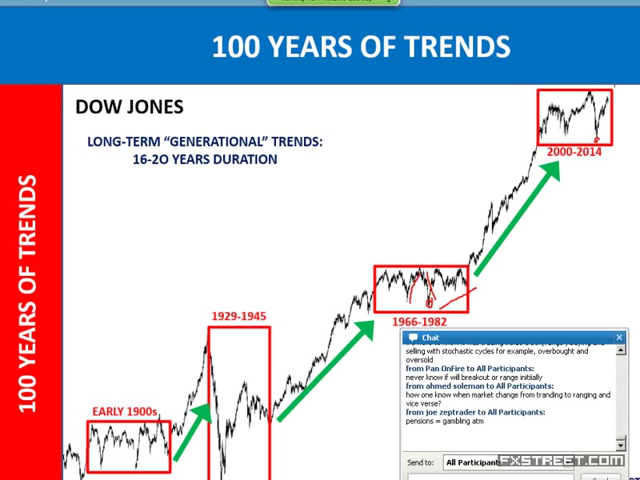 100 YEARS OF TRENDS
100 YEARS OF TRENDS
DOW JONES
LONG-TERM “GENERATIONAL” TRENDS:
16-2O YEARS DURATION
2000-2014
1966-1982
1929-1945
EARLY 1900s
Chat
selling with stochastic cycles for example, overbought and
oversold
from Pan OnFire to All Participants:
never know if will breakout or range initially
from ahmed soleman to All Participants:
how one know when market change from tranding to ranging and
vice verse?
from joe zeptrader to All Participants:
pensions = gambling atm
Send to: All Participants
FXSTREET.COM